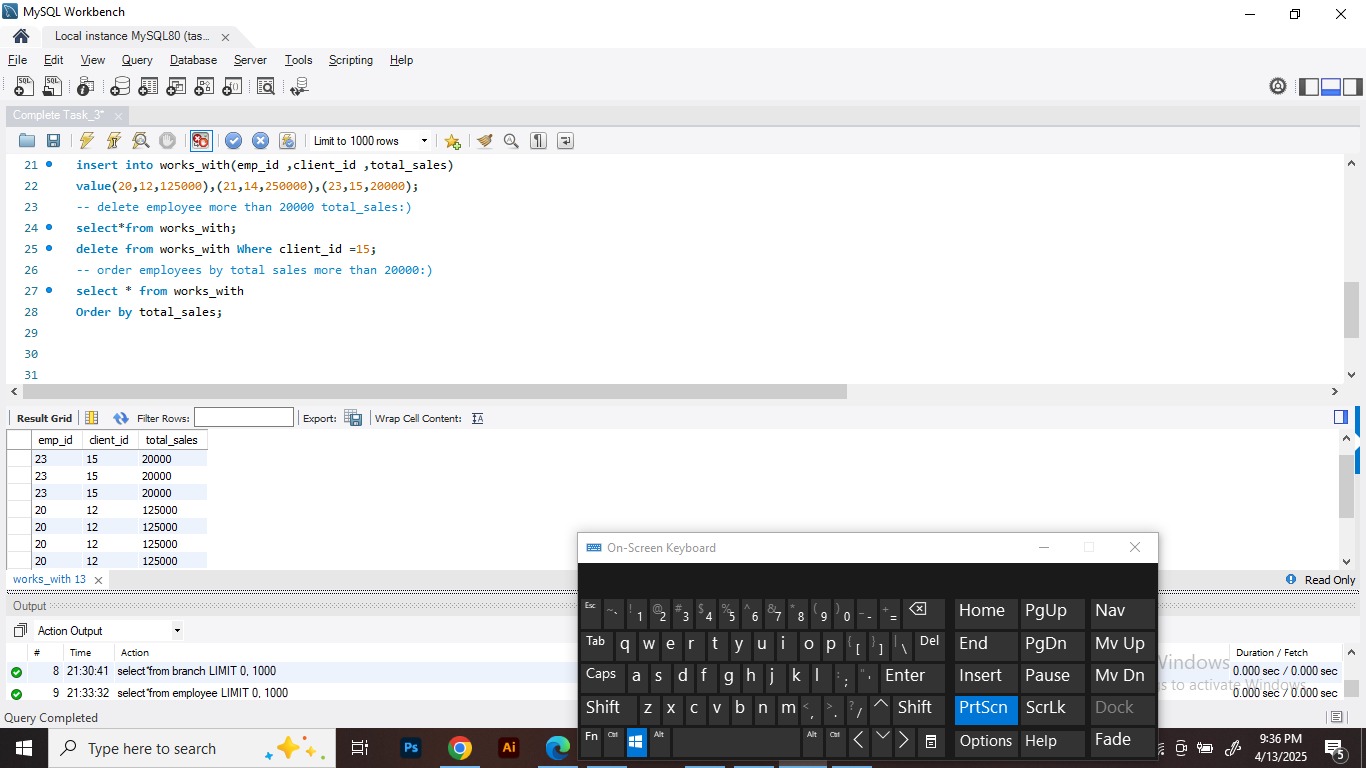 MySQL Workbench
Local instance MySQL80 (tas...
File Edit View Query Database Server Tools Scripting Help
Complete Task_3*
Limit to 1000 rows
21 insert into works_with(emp_id ,client_id ,total_sales)
22 value(20,12,125000),(21,14,250000),(23,15,20000);
23 -- delete employee more than 20000 total_sales:)
24 select*from works_with;
25 delete from works_with Where client_id =15;
26 -- order employees by total sales more than 20000:)
27 select * from works_with
28 Order by total_sales;
29
30
31
Result Grid Filter Rows: Export: Wrap Cell Content:
emp_id client_id total_sales
23 15 20000
23 15 20000
23 15 20000
20 12 125000
20 12 125000
20 12 125000
20 12 125000
works_with 13
Read Only
Output
Action Output
# Time Action Duration / Fetch
8 21:30:41 select*from branch LIMIT 0, 1000 0.000 sec / 0.000 sec
9 21:33:32 select*from employee LIMIT 0, 1000 0.000 sec / 0.000 sec
Query Completed
On-Screen Keyboard
Esc ~ ` ! 1 @ 2 # 3 $ 4 % 5 ^ 6 & 7 * 8 ( 9 ) 0 _ - + = Home PgUp Nav
Tab q w e r t y u i o p { [ } ] | \ Del End PgDn Mv Up
Caps a s d f g h j k l : ; " ' Enter Insert Pause Mv Dn
Shift z x c v b n m < , > . ? / Shift PrtScn ScrLk Dock
Fn Ctrl Alt Alt Ctrl Options Help Fade
Windows
s to activate Windows.
Type here to search
Ps
Ai
9:36 PM
4/13/2025
5